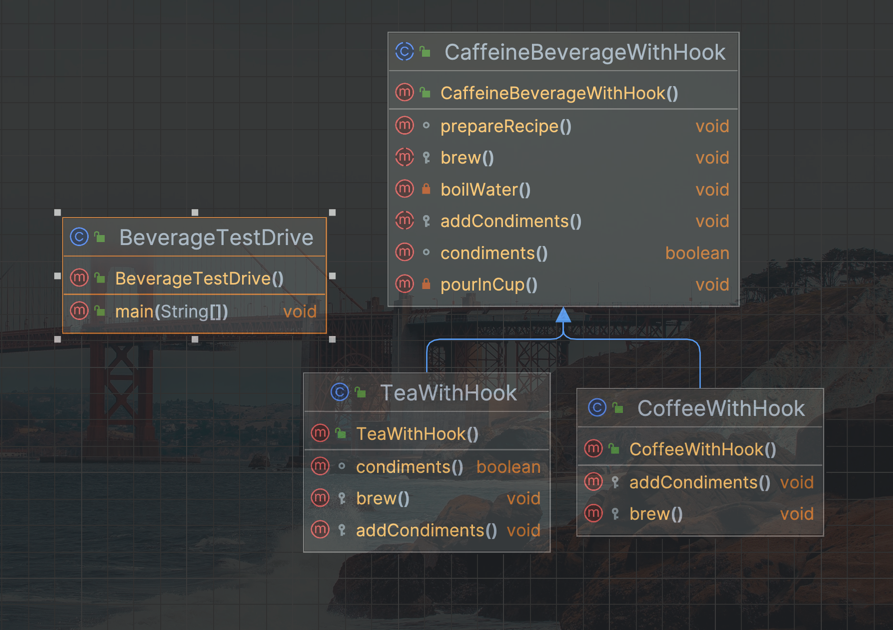 CaffeineBeverageWithHook
CaffeineBeverageWithHook()
prepareRecipe() void
brew() void
boilWater() void
addCondiments() void
condiments() boolean
pourInCup() void
BeverageTestDrive
BeverageTestDrive()
main(String[]) void
TeaWithHook
TeaWithHook()
condiments() boolean
brew() void
addCondiments() void
CoffeeWithHook
CoffeeWithHook()
addCondiments() void
brew() void